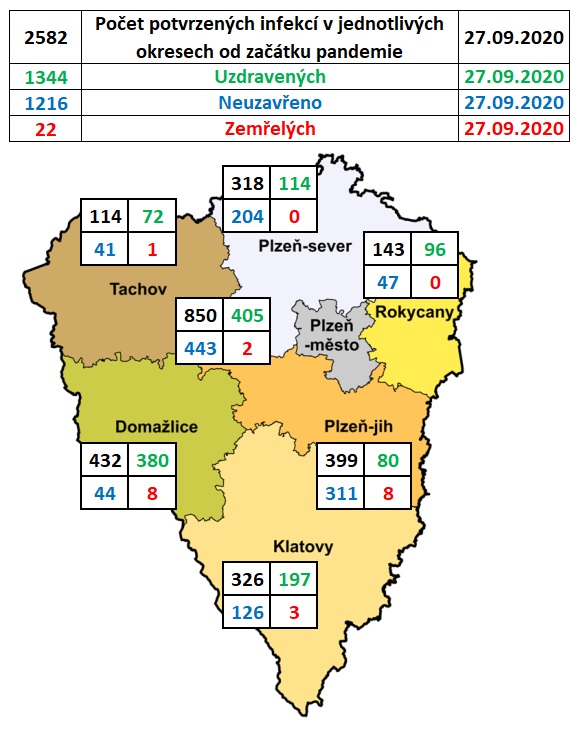 2582 Počet potvrzených infekcí v jednotlivých okresech od začátku pandemie 27.09.2020
1344 Uzdravených 27.09.2020
1216 Neuzavřeno 27.09.2020
22 Zemřelých 27.09.2020
318 114
204 0
Plzeň-sever
114 72
41 1
Tachov
143 96
47 0
Rokycany
850 405
443 2
Plzeň
-město
Domažlice
432 380
44 8
Plzeň-jih
399 80
311 8
Klatovy
326 197
126 3